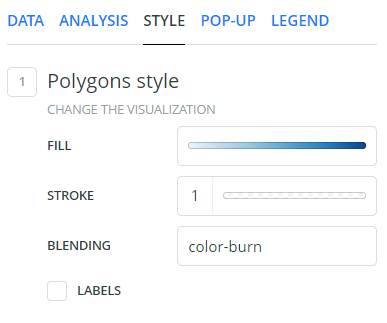 DATA ANALYSIS STYLE POP-UP LEGEND
1 Polygons style
CHANGE THE VISUALIZATION
FILL
STROKE 1
BLENDING color-burn
LABELS